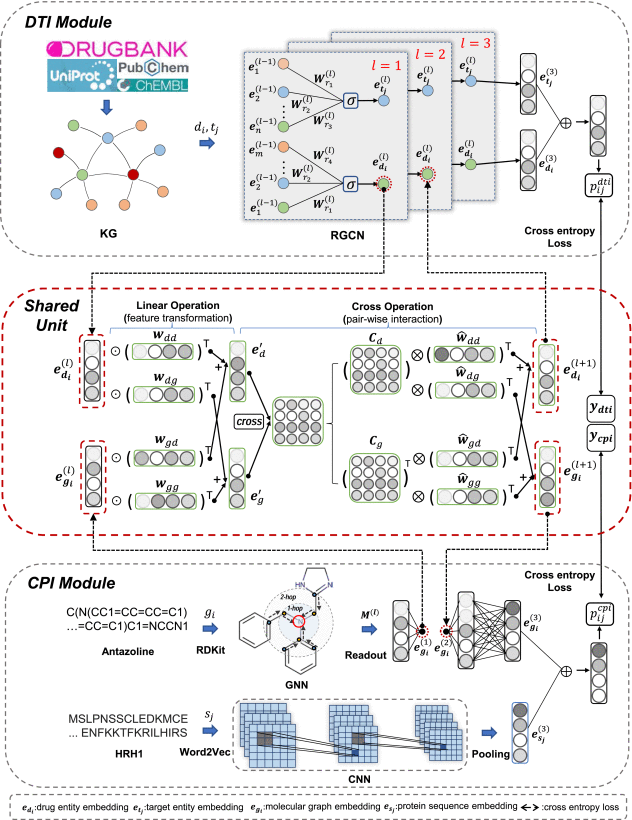 DTI Module
DRUGBANK
UniProt PubChem
ChEMBL
KG
d_i, t_j
e_1^{(l-1)}
e_2^{(l-1)}
⋮
e_n^{(l-1)}
e_m^{(l-1)}
⋮
e_2^{(l-1)}
e_1^{(l-1)}
W_{r_1}^{(l)}
W_{r_2}^{(l)}
W_{r_3}^{(l)}
W_{r_4}^{(l)}
W_{r_2}^{(l)}
W_{r_1}^{(l)}
σ
σ
l = 1
l = 2
l = 3
e_{t_j}^{(l)}
e_{t_j}^{(l)}
e_{t_j}^{(l)}
e_{d_i}^{(l)}
e_{d_i}^{(l)}
e_{d_i}^{(l)}
RGCN
e_{t_j}^{(3)}
e_{d_i}^{(3)}
⊕
p_{ij}^{dti}
Cross entropy
Loss
Shared
Unit
Linear Operation
(feature transformation)
Cross Operation
(pair-wise interaction)
e_{d_i}^{(l)}
e_{g_i}^{(l)}
⊙ w_{dd} ( ) T
⊙ w_{dg} ( ) T
⊙ w_{gd} ( ) T
⊙ w_{gg} ( ) T
+
+
e'_d
e'_g
cross
C_d
C_g
T
⊗ ŵ_{dd} ( ) T
⊗ ŵ_{dg} ( ) T
⊗ ŵ_{gd} ( ) T
⊗ ŵ_{gg} ( ) T
+
+
e_{d_i}^{(l+1)}
e_{g_i}^{(l+1)}
y_{dti}
y_{cpi}
CPI Module
C(N(CC1=CC=CC=C1)
...=CC=C1)C1=NCCN1
Antazoline
g_i
RDKit
2-hop
1-hop
HN
N
N
GNN
M^{(l)}
Readout
e_{g_i}^{(1)}
e_{g_i}^{(2)}
e_{g_i}^{(3)}
⊕
p_{ij}^{cpi}
Cross entropy
Loss
MSLPNSSCLEDKMCE
... ENFKKTFKRILHIRS
HRH1
s_j
Word2Vec
CNN
Pooling
e_{s_j}^{(3)}
e_{d_i}:drug entity embedding e_{t_j}:target entity embedding e_{g_i}:molecular graph embedding e_{s_j}:protein sequence embedding <-->:cross entropy loss